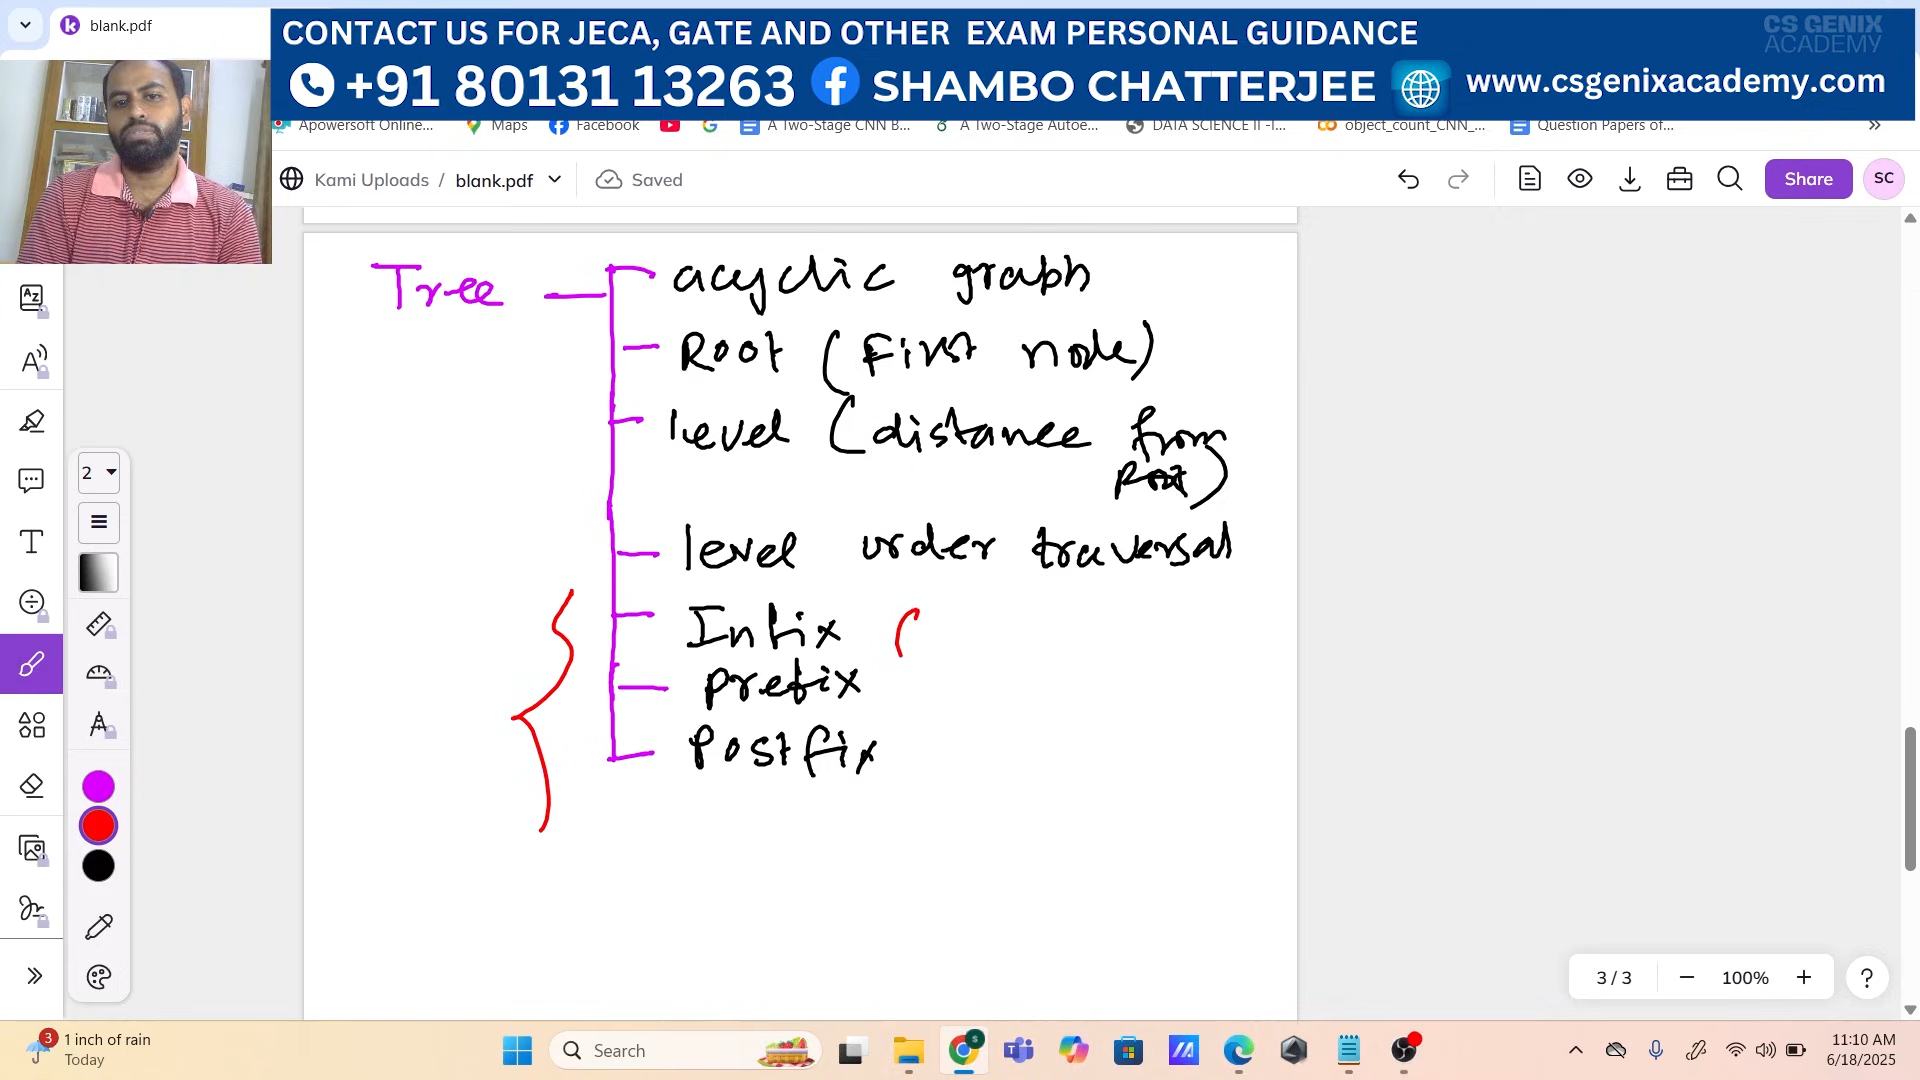 blank.pdf
CONTACT US FOR JECA, GATE AND OTHER EXAM PERSONAL GUIDANCE
CS GENIX
ACADEMY
+91 80131 13263 SHAMBO CHATTERJEE www.csgenixacademy.com
Apowersoft Online... Maps Facebook A Two-Stage CNN B... A Two-Stage Autoe... DATA SCIENCE II -I... object_count_CNN_... Question Papers of...
Kami Uploads / blank.pdf Saved Share SC
Tree acyclic graph
Root (First node)
level (distance from
Root)
level order traversal
Infix (
prefix
Postfix
2
3/3 100%
3 1 inch of rain
Today
Search
11:10 AM
6/18/2025